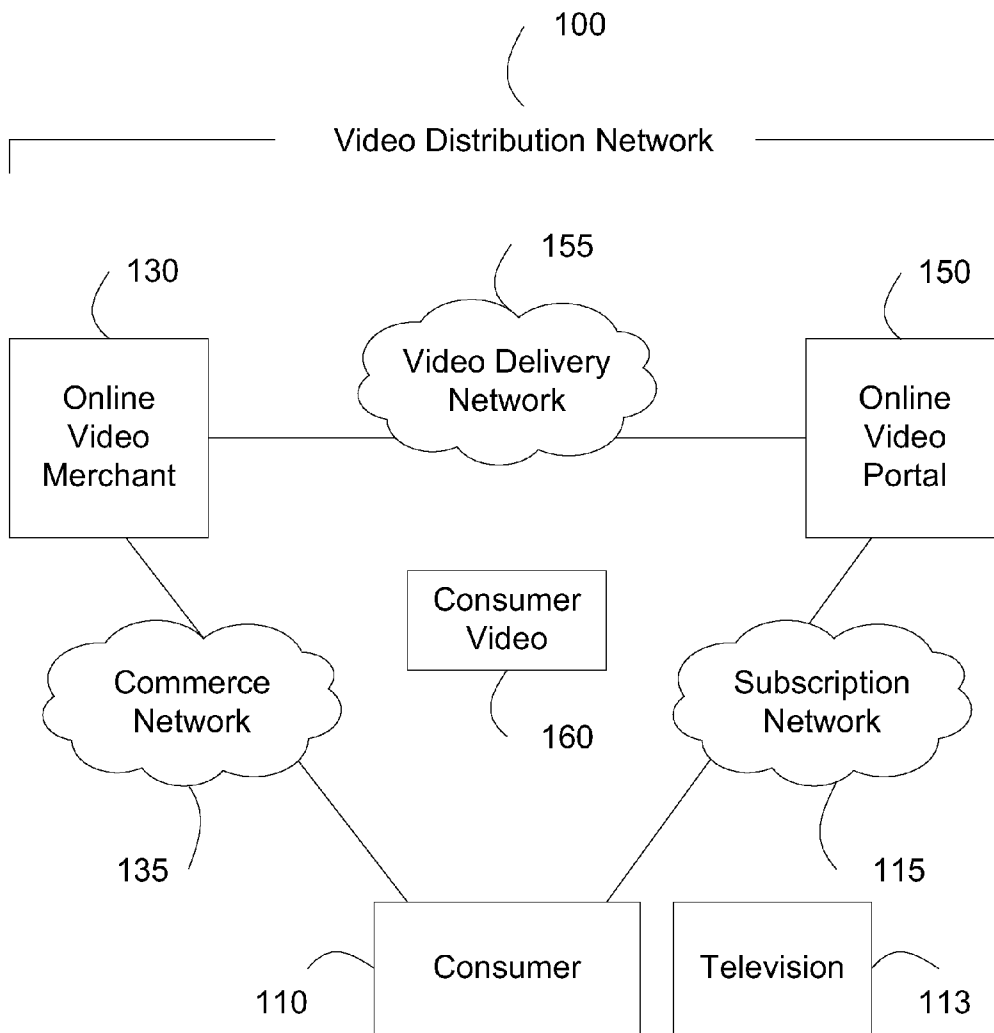 100
Video Distribution Network
155
130
150
Video Delivery
Network
Online
Video
Merchant
Online
Video
Portal
Consumer
Video
Commerce
Network
Subscription
Network
160
135
115
Consumer
Television
110
113